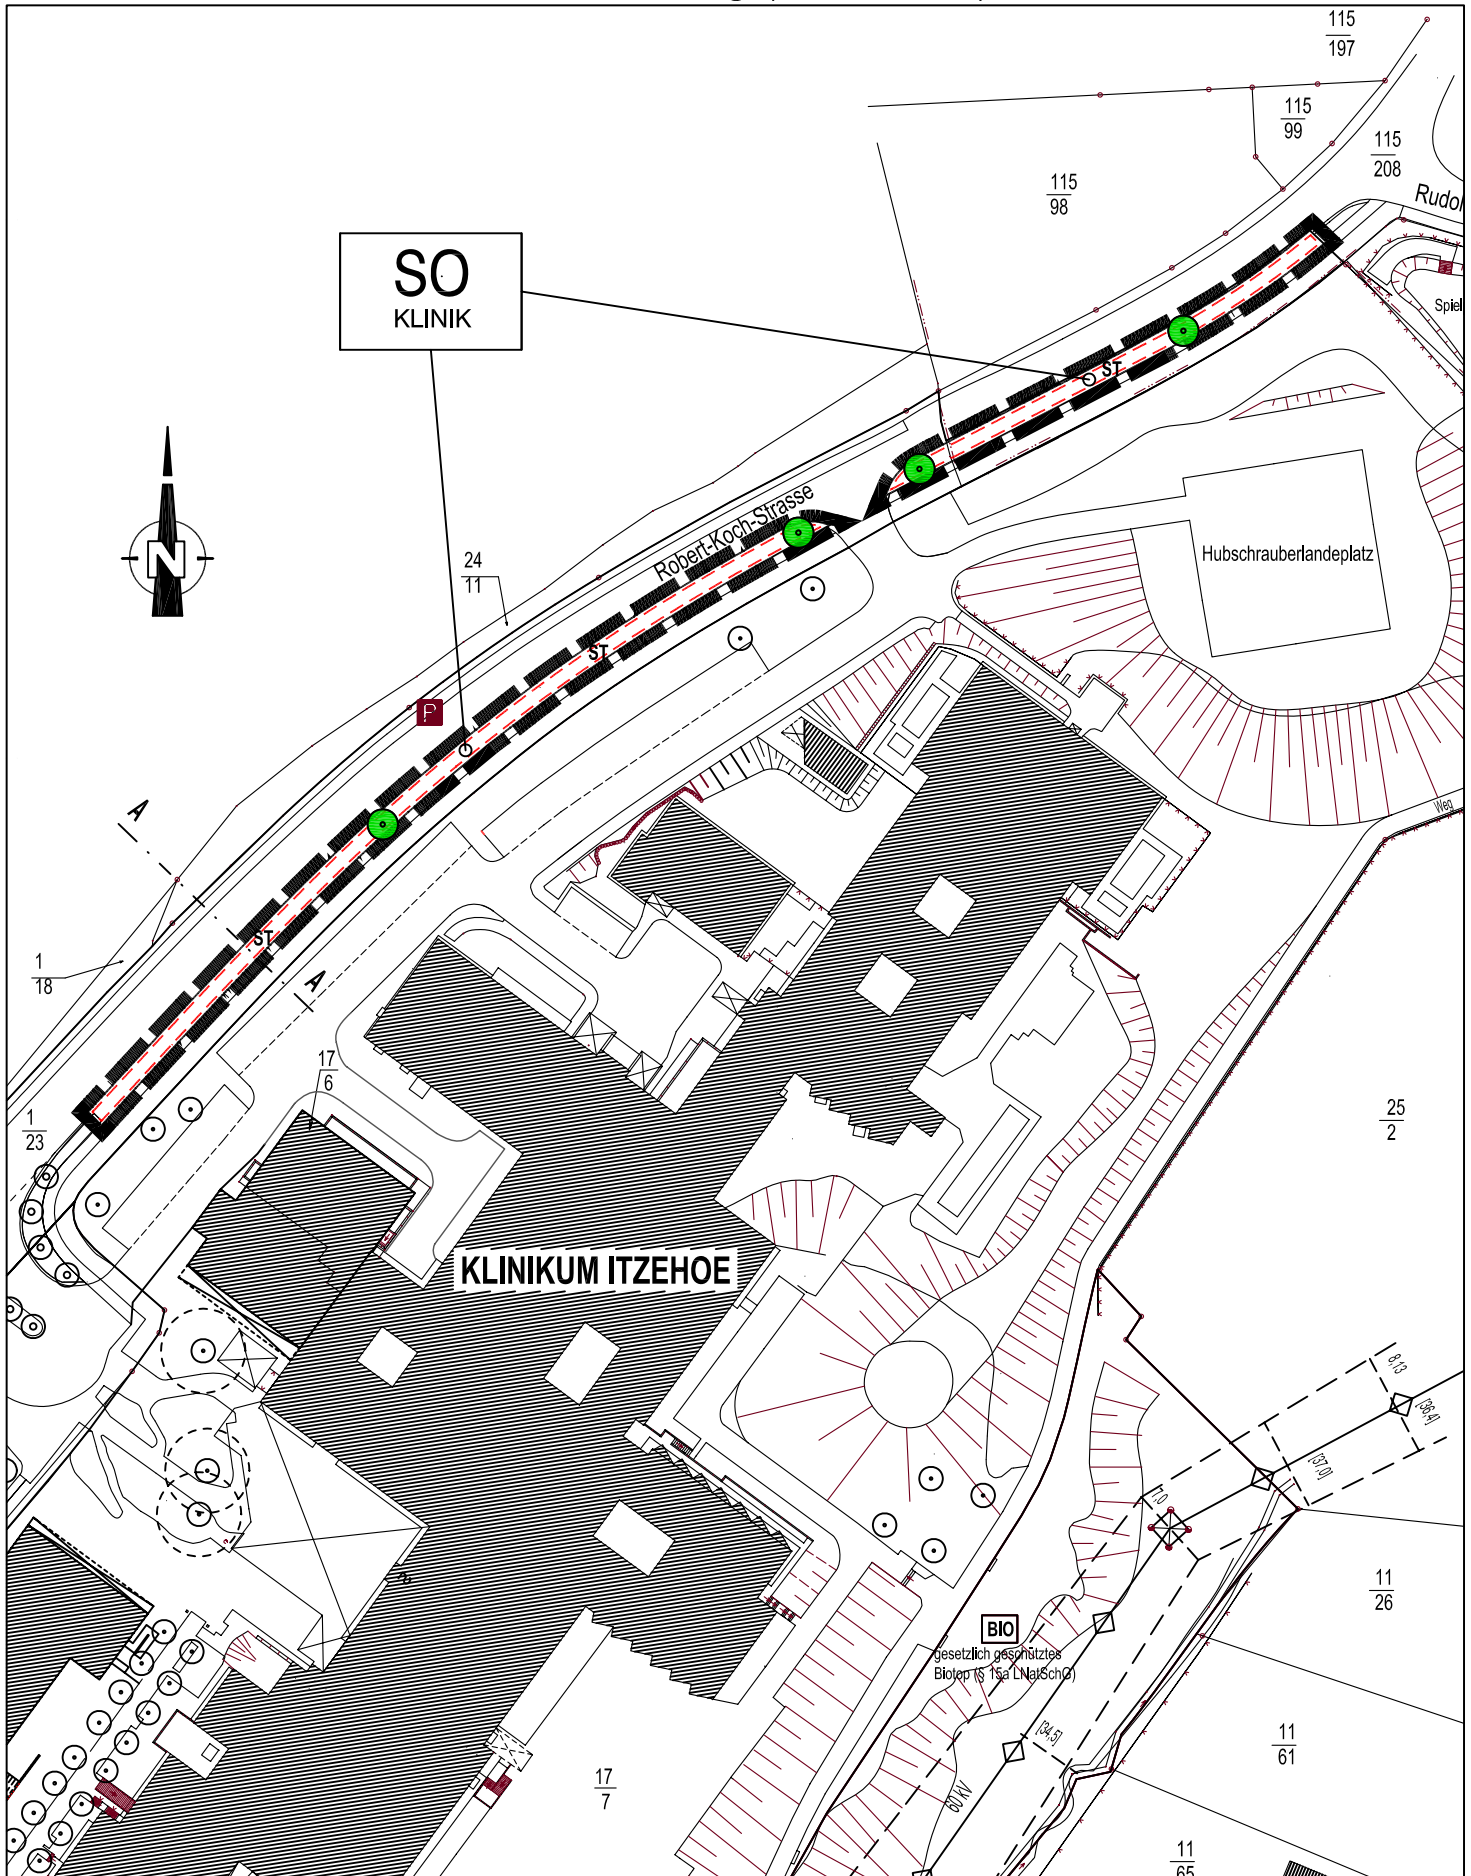 115
197
115
99
115
208
115
98
Rudol
SO
KLINIK
Spiel
ST
Robert-Koch-Strasse
Hubschrauberlandeplatz
N
24
11
ST
P
A
Weg
ST
A
1
18
17
6
1
23
25
2
KLINIKUM ITZEHOE
8,13
[36,4]
[37,0]
7,0
11
26
BIO
gesetzlich geschütztes
Biotop (§ 15a LNatSchG)
[34,5]
11
61
17
7
60 kV
11
65